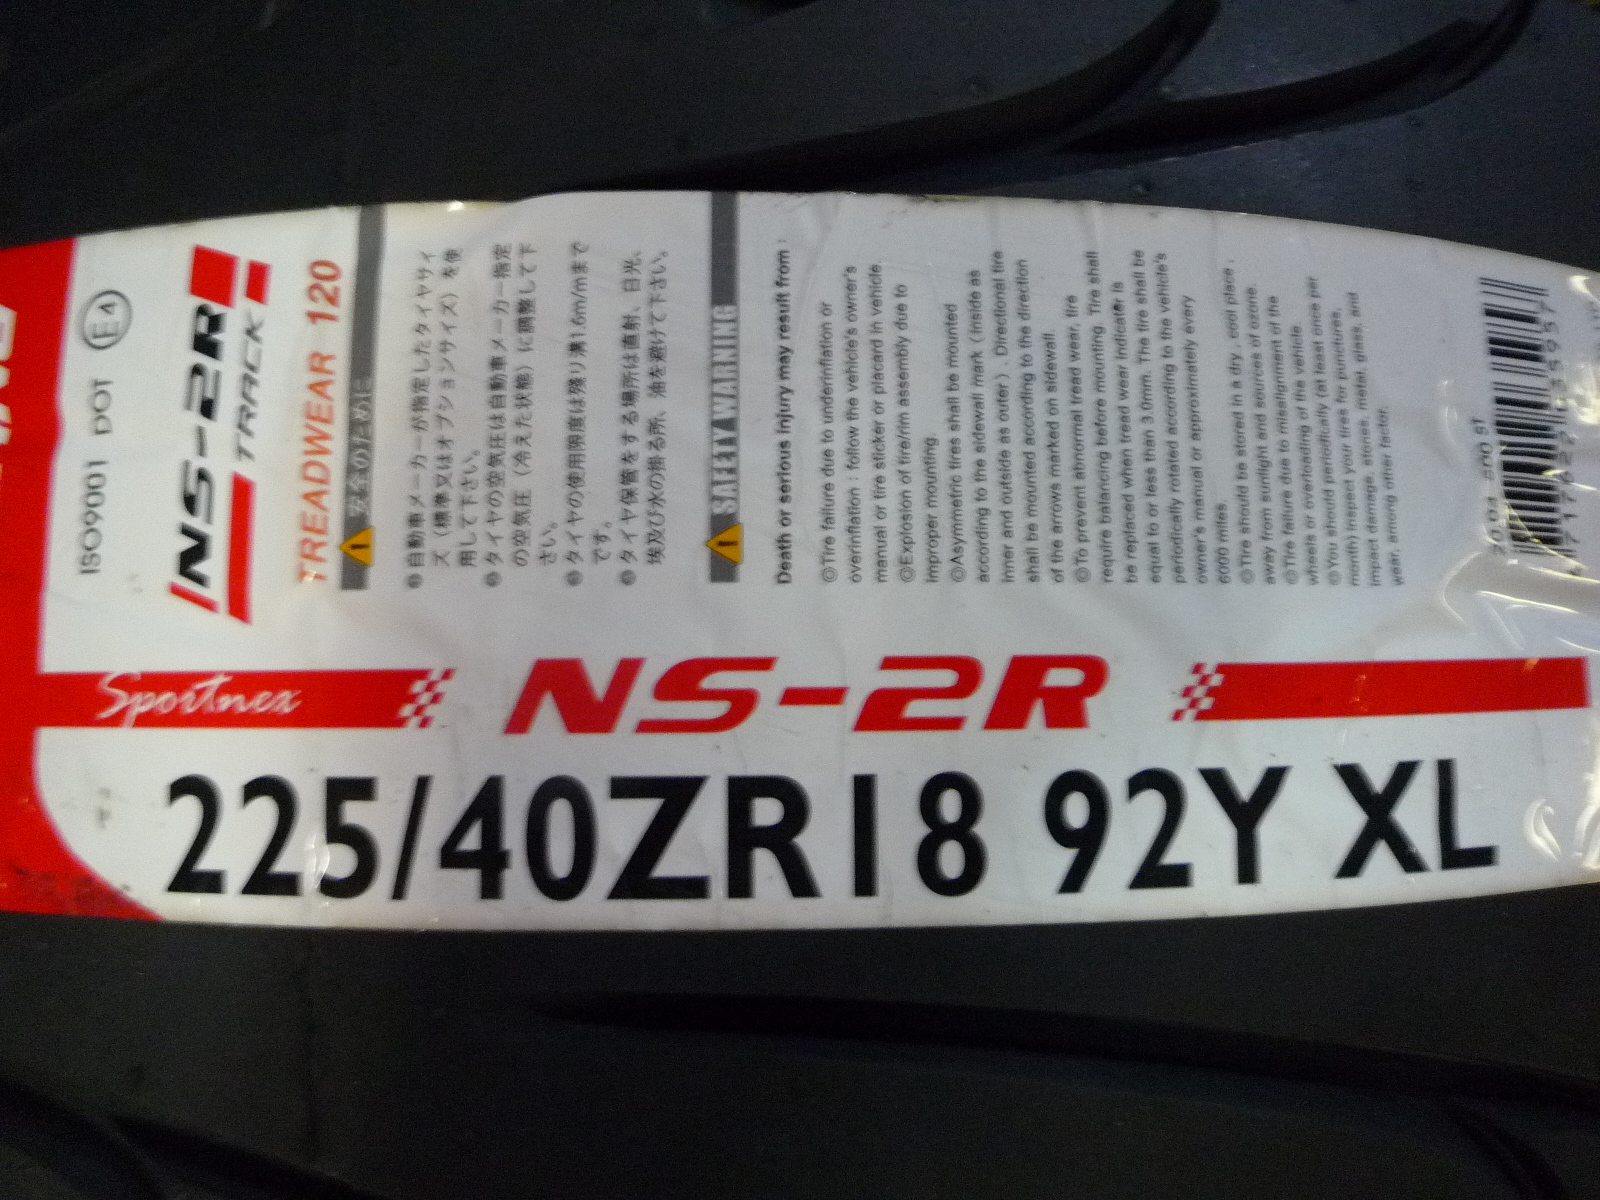 ISO9001 DOT E4
NS-2R
TRACK
TREADWEAR 120
安全のために
❶自動車メーカーが指定したタイヤサイ
ズ（標準又はオプションサイズ）を使
用して下さい。
❷タイヤの空気圧は自動車メーカー指定
の空気圧（冷えた状態）に調整して下
さい。
❸タイヤの使用限度は残り溝1.6m/mまで
です。
❹タイヤ保管をする場所は直射、日光、
埃及び水の掛る所、油を避けて下さい。
SAFETY WARNING
Death or serious injury may result from :
◎Tire failure due to underinflation or
overinflation : follow the vehicle's owner's
manual or tire sticker or placard in vehicle.
◎Explosion of tire/rim assembly due to
improper mounting.
◎Asymmetric tires shall be mounted
according to the sidewall mark ( inside as
inner and outside as outer ) . Directional tire
shall be mounted according to the direction
of the arrows marked on sidewall.
◎To prevent abnormal tread wear, tire
require balancing before mounting. Tire shall
be replaced when tread wear indicater is
equal to or less than 3.0mm. The tire shall be
periodically rotated according to the vehicle's
owner's manual or approximately every
6000 miles.
◎Tire should be stored in a dry , cool place ;
away from sunlight and sources of ozone.
◎Tire failure due to misalignment of the
wheels or overloading of the vehicle.
◎You should periodically (at least once per
month) inspect your tires for punctures,
impact damage, stones, metal, glass, and
wear, among other factor.
Sportnex
NS-2R
225/40ZR18 92Y XL